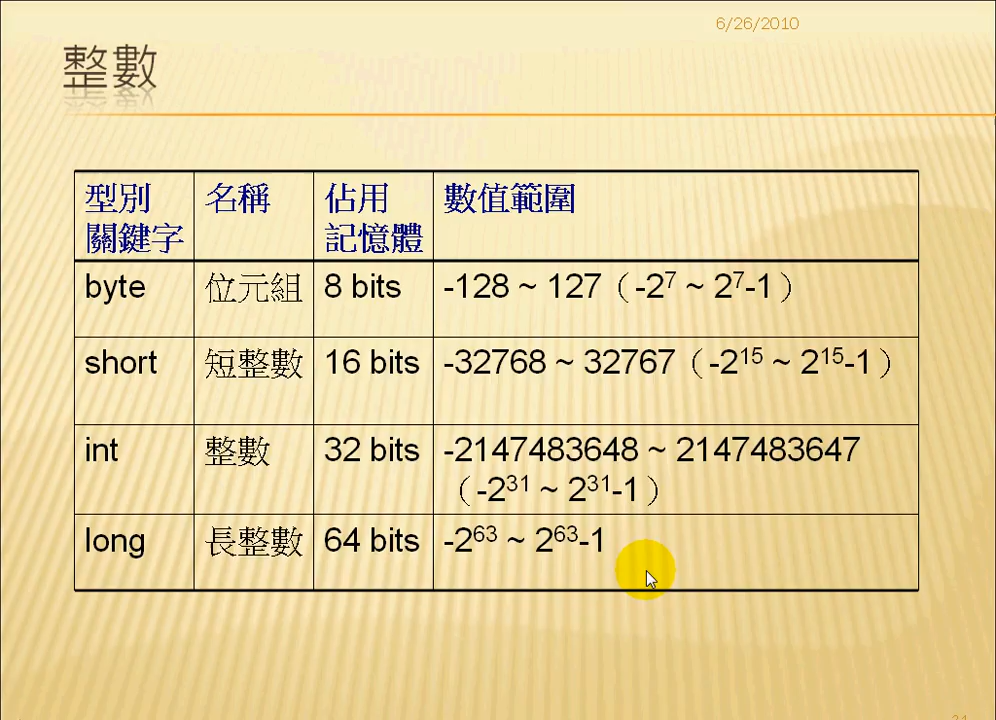 6/26/2010
整數
型別 關鍵字 名稱 佔用 記憶體 數值範圍
byte 位元組 8 bits -128 ~ 127（-2⁷ ~ 2⁷-1）
short 短整數 16 bits -32768 ~ 32767（-2¹⁵ ~ 2¹⁵-1）
int 整數 32 bits -2147483648 ~ 2147483647
（-2³¹ ~ 2³¹-1）
long 長整數 64 bits -2⁶³ ~ 2⁶³-1